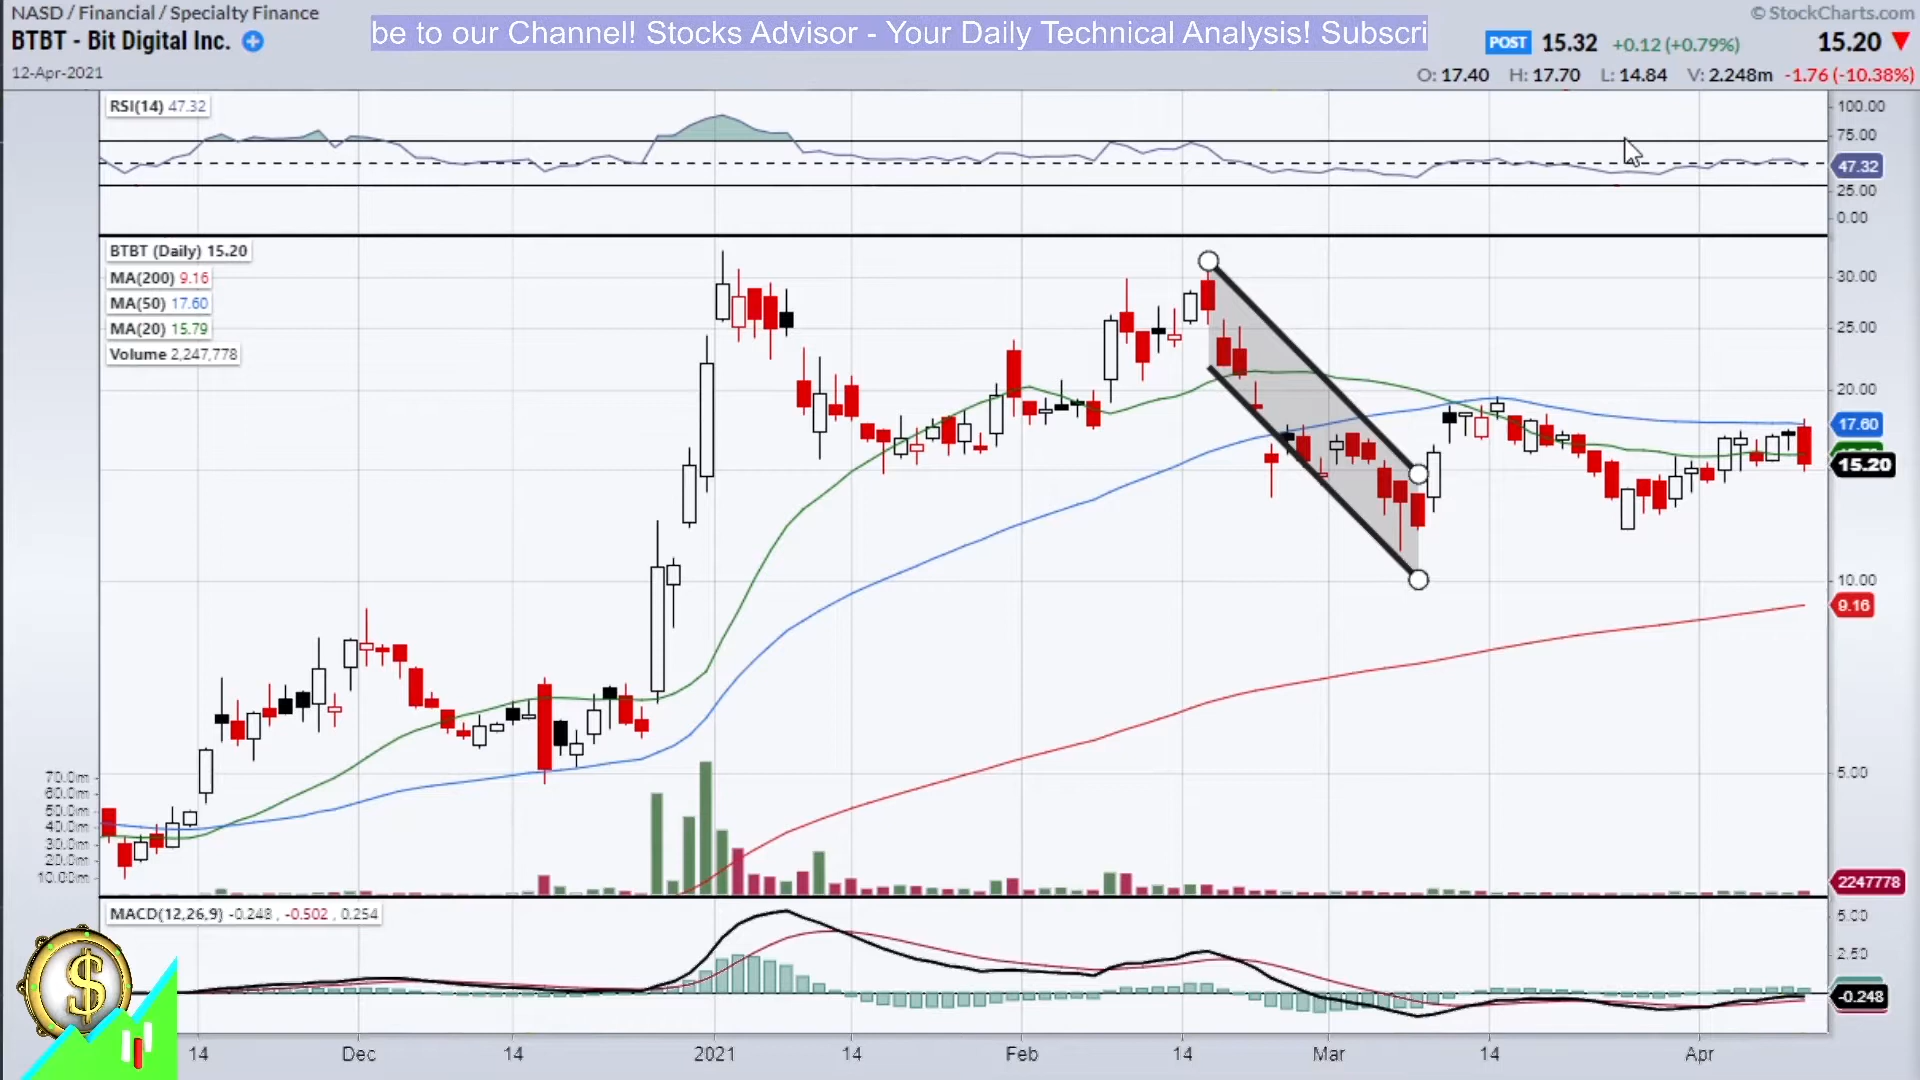 NASD / Financial / Specialty Finance
© StockCharts.com
BTBT - Bit Digital Inc.
be to our Channel! Stocks Advisor - Your Daily Technical Analysis! Subscri
POST 15.32 +0.12 (+0.79%) 15.20
12-Apr-2021
O: 17.40 H: 17.70 L: 14.84 V: 2.248m -1.76 (-10.38%)
RSI(14) 47.32
100.00
75.00
47.32
25.00
0.00
BTBT (Daily) 15.20
MA(200) 9.16
MA(50) 17.60
MA(20) 15.79
Volume 2,247,778
30.00
25.00
20.00
17.60
15.20
10.00
9.16
5.00
70.0m
60.0m
50.0m
40.0m
30.0m
20.0m
10.00m
2247778
MACD(12,26,9) -0.248 , -0.502 , 0.254
5.00
2.50
-0.248
$
14 Dec 14 2021 14 Feb 14 Mar 14 Apr